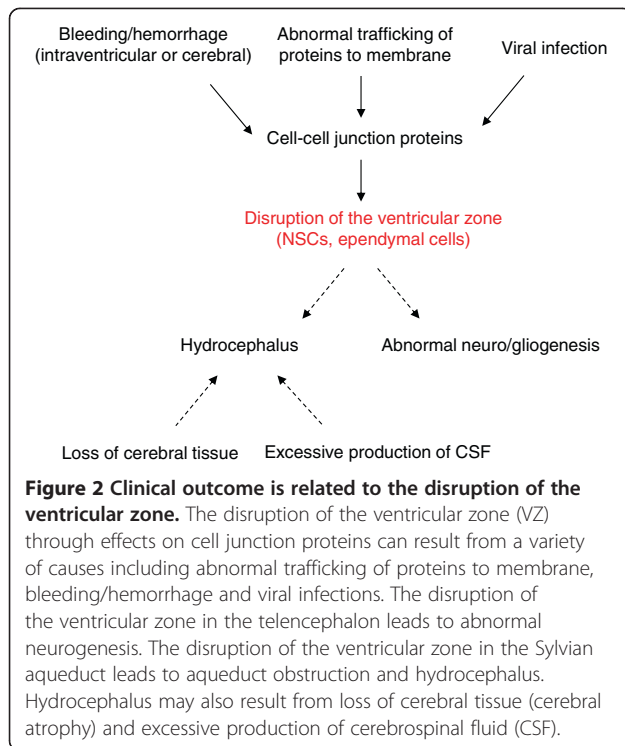 Bleeding/hemorrhage
(intraventricular or cerebral)
Abnormal trafficking of
proteins to membrane
Viral infection
Cell-cell junction proteins
Disruption of the ventricular zone
(NSCs, ependymal cells)
Hydrocephalus
Abnormal neuro/gliogenesis
Loss of cerebral tissue
Excessive production of CSF
Figure 2 Clinical outcome is related to the disruption of the
ventricular zone. The disruption of the ventricular zone (VZ)
through effects on cell junction proteins can result from a variety
of causes including abnormal trafficking of proteins to membrane,
bleeding/hemorrhage and viral infections. The disruption of
the ventricular zone in the telencephalon leads to abnormal
neurogenesis. The disruption of the ventricular zone in the Sylvian
aqueduct leads to aqueduct obstruction and hydrocephalus.
Hydrocephalus may also result from loss of cerebral tissue (cerebral
atrophy) and excessive production of cerebrospinal fluid (CSF).